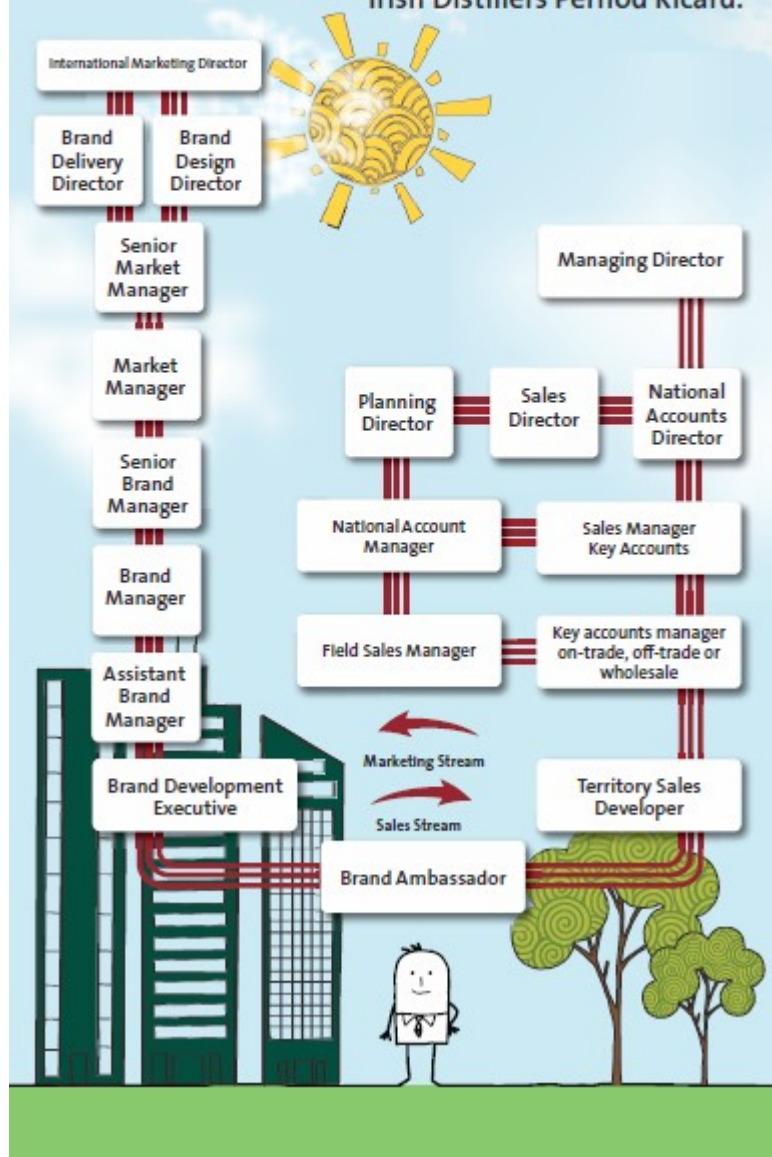 Irish Distillers Pernod Ricard.
International Marketing Director
Brand
Delivery
Director
Brand
Design
Director
Senior
Market
Manager
Managing Director
Market
Manager
Planning
Director
Sales
Director
National
Accounts
Director
Senior
Brand
Manager
National Account
Manager
Sales Manager
Key Accounts
Brand
Manager
Field Sales Manager
Key accounts manager
on-trade, off-trade or
wholesale
Assistant
Brand
Manager
Marketing Stream
Brand Development
Executive
Territory Sales
Developer
Sales Stream
Brand Ambassador